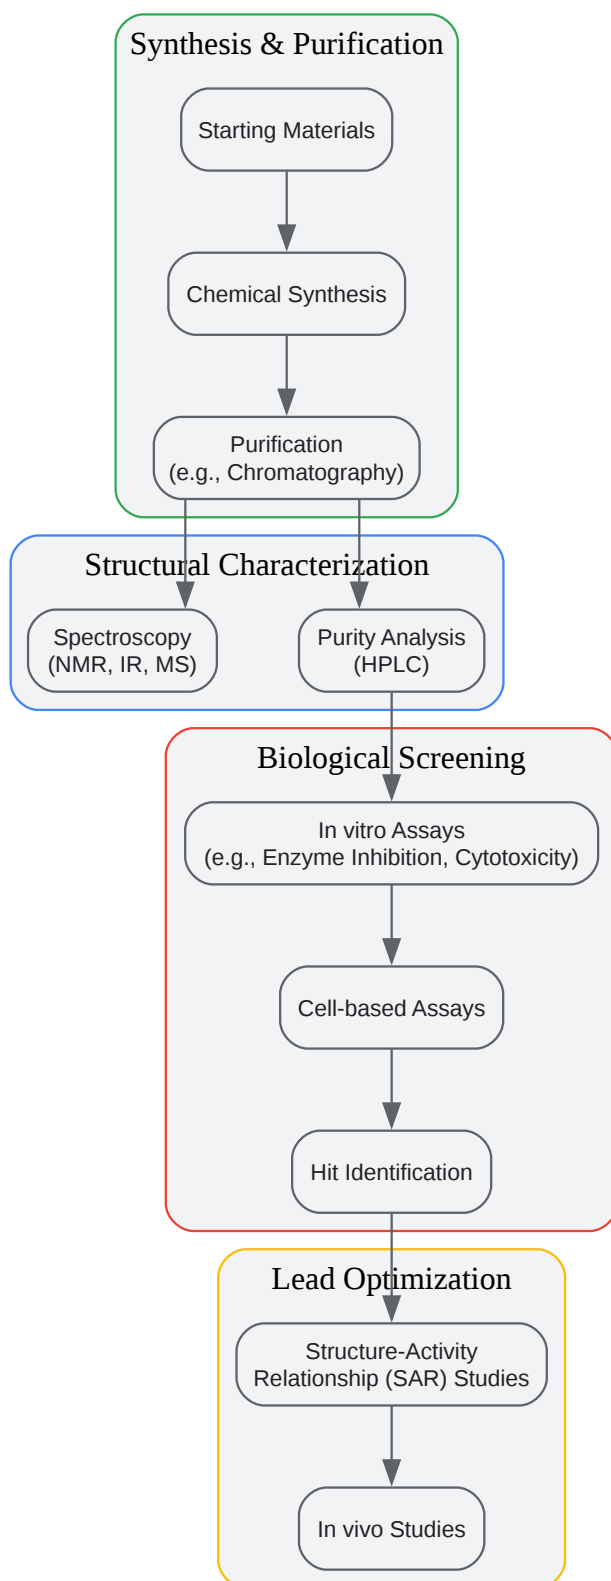 Synthesis & Purification
Starting Materials
Chemical Synthesis
Purification
(e.g., Chromatography)
Structural Characterization
Spectroscopy
(NMR, IR, MS)
Purity Analysis
(HPLC)
Biological Screening
In vitro Assays
(e.g., Enzyme Inhibition, Cytotoxicity)
Cell-based Assays
Hit Identification
Lead Optimization
Structure-Activity
Relationship (SAR) Studies
In vivo Studies